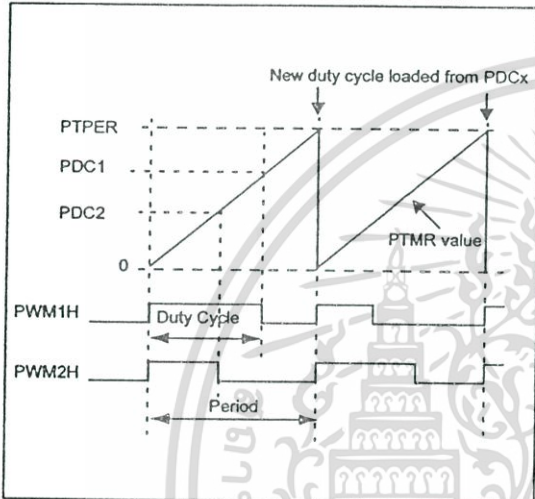 New duty cycle loaded from PDCx
PTPER
PDC1
PDC2
PTMR value
0
PWM1H
Duty Cycle
PWM2H
Period